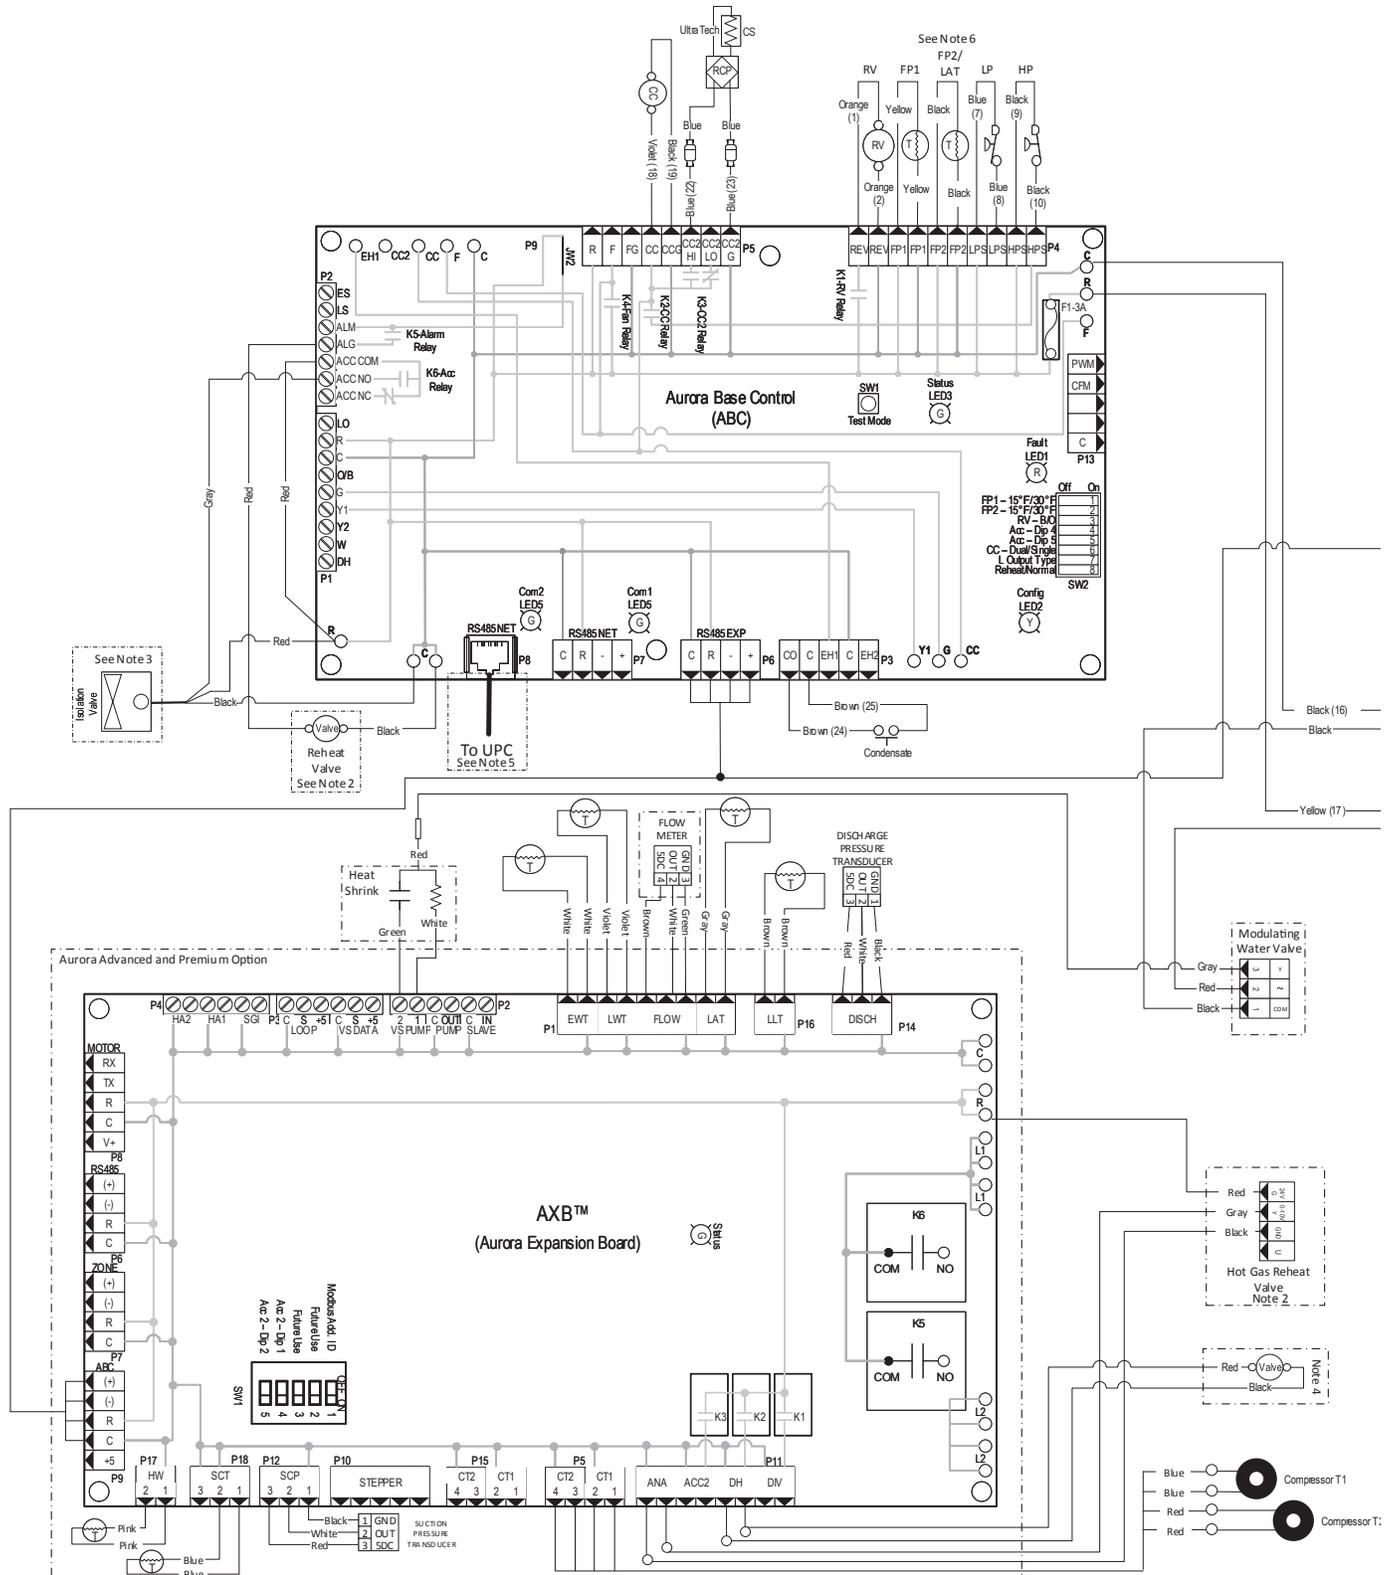 Ultra Tech
CS
RCP
CC
Violet (18)
Black (19)
Blue
Blue
Blue(22)
Blue(23)
See Note 6
RV
FP1
FP2/
LAT
LP
HP
Orange
(1)
Yellow
Black
Blue
(7)
Black
(9)
RV
T
T
Orange
(2)
Yellow
Black
Blue
(8)
Black
(10)
EH1
CC2
CC
F
C
P9
JW2
R
F
FG
CC
CCG
CC2
HI
CC2
LO
CC2
G
P5
REV
REV
FP1
FP1
FP2
FP2
LPS
LPS
HPS
HPS
P4
C
R
F
F1-3A
P2
ES
LS
ALM
ALG
ACC COM
ACC NO
ACC NC
K5-Alarm
Relay
K6-Acc
Relay
K4-Fan Relay
K2-CC Relay
K3-CC2 Relay
K1-RV Relay
PWM
CFM
C
P13
Aurora Base Control
(ABC)
SW1
Test Mode
Status
LED3
G
Fault
LED1
R
LO
R
C
O/B
G
Y1
Y2
W
DH
P1
Off On
FP1 – 15°F/30°F
FP2 – 15°F/30°F
RV – B/O
Acc – Dip 4
Acc – Dip 5
CC – Dual/Single
L Output Type
Reheat/Normal
1
2
3
4
5
6
7
8
SW2
Config
LED2
Y
Gray
Red
Red
R
Red
C
Com2
LED5
G
RS485 NET
P8
RS485 NET
C
R
-
+
P7
Com1
LED5
G
RS485 EXP
C
R
-
+
P6
CO
C
EH1
C
EH2
P3
Y1
G
CC
See Note 3
Isolation
Valve
Black
Valve
Black
Reheat
Valve
See Note 2
To UPC
See Note 5
Brown (25)
Brown (24)
Condensate
Black (16)
Black
Yellow (17)
Red
Heat
Shrink
Green
White
T
T
T
T
FLOW
METER
GND
OUT
5DC
3
2
4
DISCHARGE
PRESSURE
TRANSDUCER
GND
OUT
5DC
1
2
3
White
White
Violet
Violet
Brown
White
Green
Gray
Gray
Brown
Brown
Red
White
Black
Modulating
Water Valve
Gray
Red
Black
3
2
1
Y
~
COM
Aurora Advanced and Premium Option
P4
HA2
HA1
SGI
P3
C
S
+5
LOOP
C
S
+5
VS DATA
2
1
VS PUMP
C
OUT
PUMP
C
IN
SLAVE
P2
P1
EWT
LWT
FLOW
LAT
LLT
P16
DISCH
P14
MOTOR
RX
TX
R
C
V+
P8
RS485
(+)
(-)
R
C
P6
ZONE
(+)
(-)
R
C
P7
ABC
(+)
(-)
R
C
+5
P9
C
R
L1
L1
AXB™
(Aurora Expansion Board)
G
Status
K6
COM
NO
K5
COM
NO
L2
L2
Modbus Add. ID
Future Use
Future Use
Acc 2 – Dip 1
Acc 2 – Dip 2
SW1
OFF ON
5
4
3
2
1
K3
K2
K1
Red
Gray
Black
24V
G
0-10V
Y
GND
U
Hot Gas Reheat
Valve
Note 2
Red
Valve
Black
Note 4
P17
HW
2
1
SCT
3
2
1
P18
P12
SCP
3
2
1
P10
STEPPER
P15
CT2
CT1
4
3
2
1
P5
CT2
CT1
4
3
2
1
ANA
ACC2
DH
DIV
P11
Black
White
Red
1 GND
2 OUT
3 5DC
SUCTION
PRESSURE
TRANSDUCER
T
Pink
Pink
T
Blue
Blue
Blue
Blue
Red
Red
Compressor T1
Compressor T2